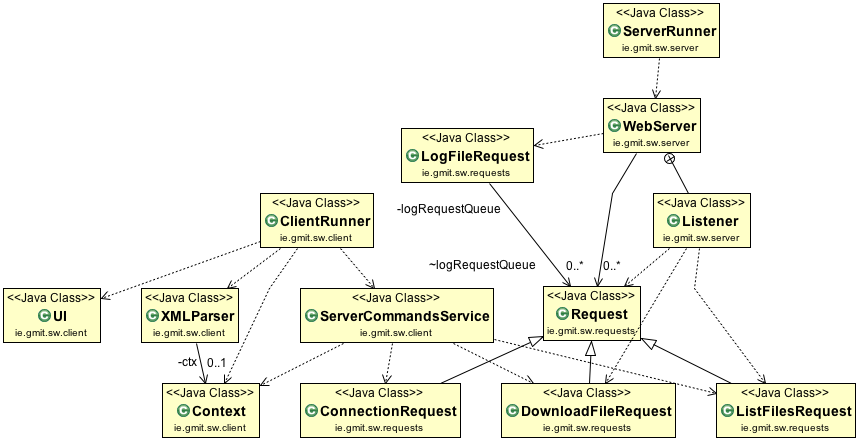 <<Java Class>>
C ServerRunner
ie.gmit.sw.server
<<Java Class>>
C WebServer
ie.gmit.sw.server
<<Java Class>>
C LogFileRequest
ie.gmit.sw.requests
<<Java Class>>
C ClientRunner
ie.gmit.sw.client
-logRequestQueue
<<Java Class>>
C Listener
ie.gmit.sw.server
~logRequestQueue
0..*
0..*
<<Java Class>>
C UI
ie.gmit.sw.client
<<Java Class>>
C XMLParser
ie.gmit.sw.client
<<Java Class>>
C ServerCommandsService
ie.gmit.sw.client
<<Java Class>>
C Request
ie.gmit.sw.requests
-ctx
0..1
<<Java Class>>
C Context
ie.gmit.sw.client
<<Java Class>>
C ConnectionRequest
ie.gmit.sw.requests
<<Java Class>>
C DownloadFileRequest
ie.gmit.sw.requests
<<Java Class>>
C ListFilesRequest
ie.gmit.sw.requests